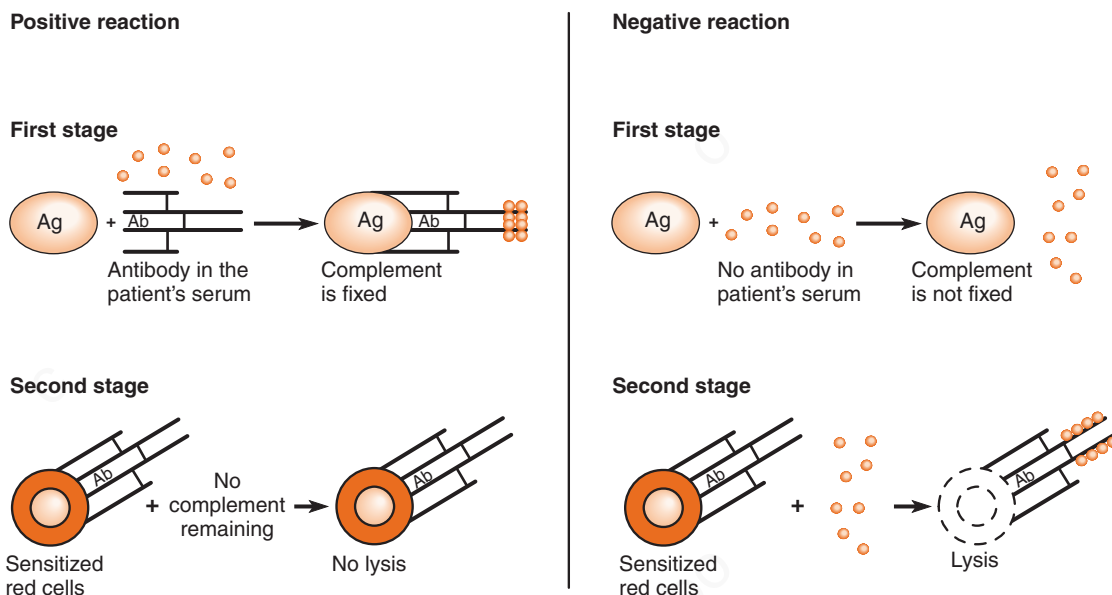 Positive reaction
First stage
Ag
+
Ab
Ag
Ab
Antibody in the
patient's serum
Complement
is fixed
Second stage
Ab
+
No
complement
remaining
Ab
Sensitized
red cells
No lysis
Negative reaction
First stage
Ag
+
Ag
No antibody in
patient's serum
Complement
is not fixed
Second stage
Ab
+
Ab
Sensitized
red cells
Lysis